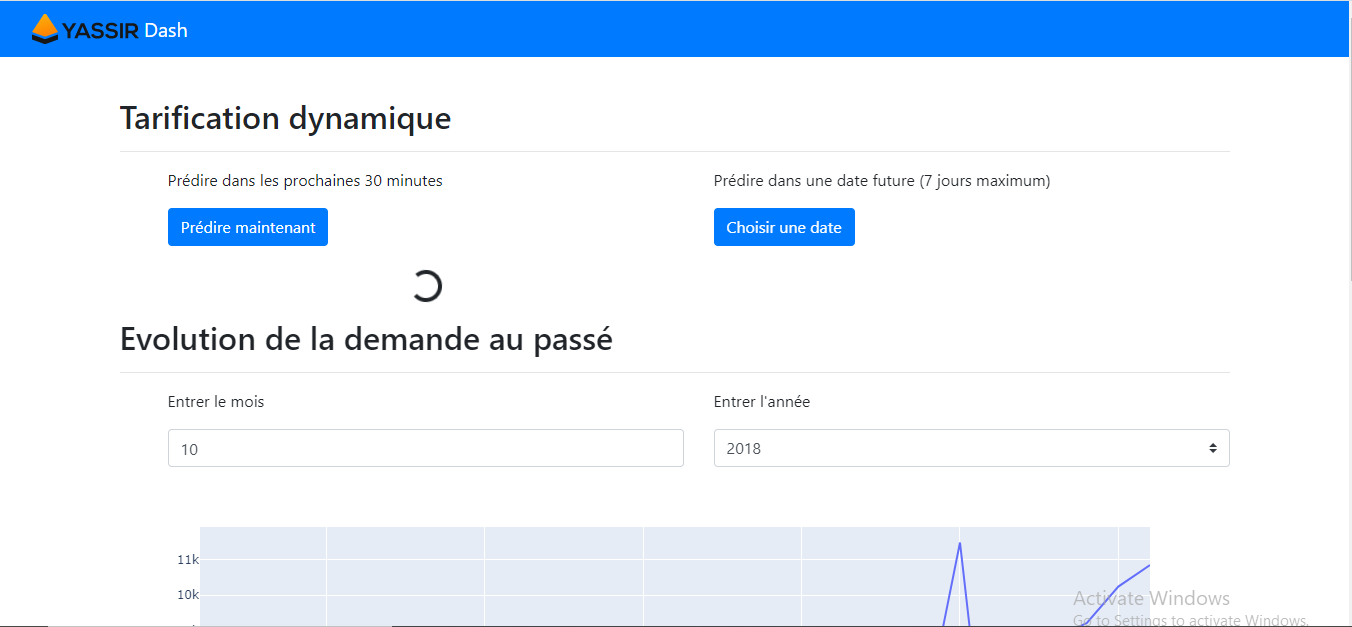 YASSIR Dash
Tarification dynamique
Prédire dans les prochaines 30 minutes
Prédire dans une date future (7 jours maximum)
Prédire maintenant
Choisir une date
Evolution de la demande au passé
Entrer le mois
Entrer l'année
10
2018
11k
10k
Activate Windows
Go to Settings to activate Windows.